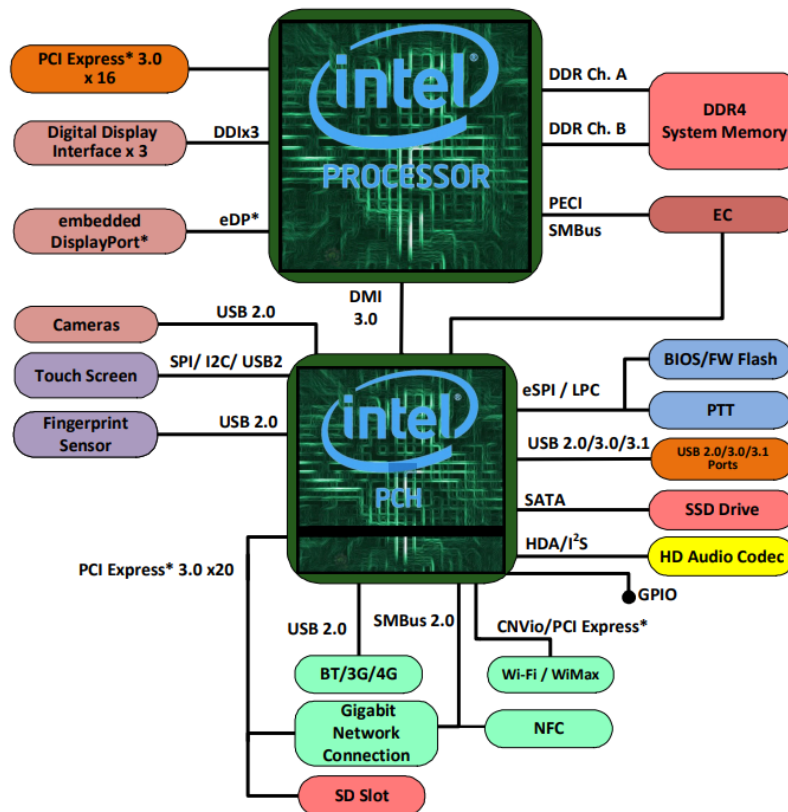 PCI Express* 3.0
x 16
Digital Display
Interface x 3
DDIx3
embedded
DisplayPort*
eDP*
intel
PROCESSOR
DDR Ch. A
DDR Ch. B
DDR4
System Memory
PECI
SMBus
EC
DMI
3.0
Cameras
USB 2.0
Touch Screen
SPI/ I2C/ USB2
Fingerprint
Sensor
USB 2.0
intel
PCH
eSPI / LPC
BIOS/FW Flash
PTT
USB 2.0/3.0/3.1
USB 2.0/3.0/3.1
Ports
SATA
SSD Drive
HDA/I²S
HD Audio Codec
GPIO
PCI Express* 3.0 x20
USB 2.0
SMBus 2.0
CNVio/PCI Express*
BT/3G/4G
Wi-Fi / WiMax
Gigabit
Network
Connection
NFC
SD Slot